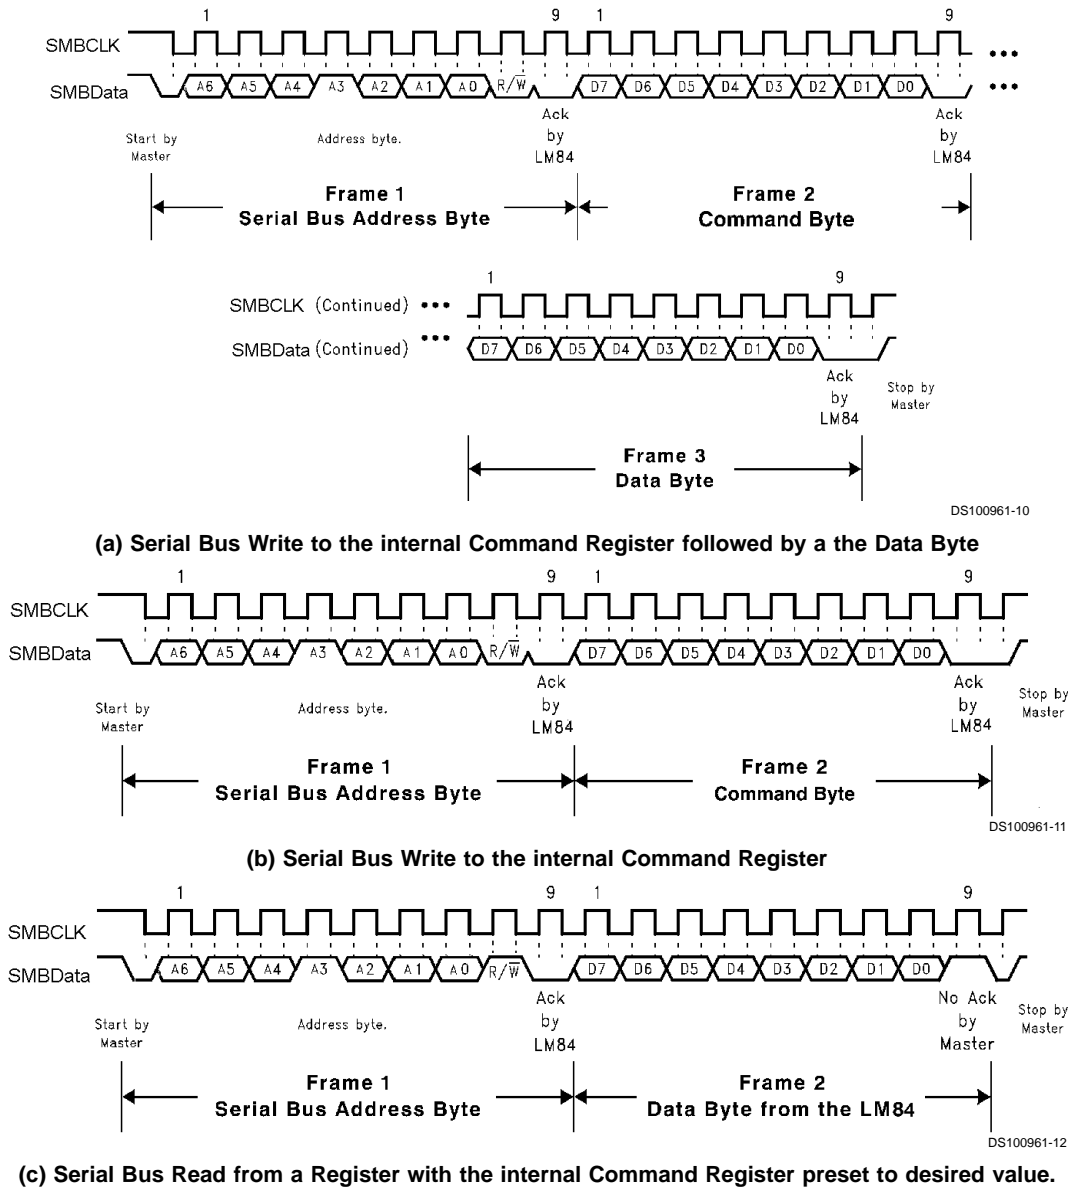 1 9 1 9
SMBCLK •••
SMBData A6 A5 A4 A3 A2 A1 A0 R/W̅ D7 D6 D5 D4 D3 D2 D1 D0 •••
Start by Master
Address byte.
Ack by LM84
Ack by LM84
Frame 1
Serial Bus Address Byte
Frame 2
Command Byte
1 9
SMBCLK (Continued) •••
SMBData (Continued) ••• D7 D6 D5 D4 D3 D2 D1 D0
Ack by LM84
Stop by Master
Frame 3
Data Byte
DS100961-10
(a) Serial Bus Write to the internal Command Register followed by a the Data Byte
1 9 1 9
SMBCLK
SMBData A6 A5 A4 A3 A2 A1 A0 R/W̅ D7 D6 D5 D4 D3 D2 D1 D0
Start by Master
Address byte.
Ack by LM84
Ack by LM84
Stop by Master
Frame 1
Serial Bus Address Byte
Frame 2
Command Byte
DS100961-11
(b) Serial Bus Write to the internal Command Register
1 9 1 9
SMBCLK
SMBData A6 A5 A4 A3 A2 A1 A0 R/W̅ D7 D6 D5 D4 D3 D2 D1 D0
Start by Master
Address byte.
Ack by LM84
No Ack by Master
Stop by Master
Frame 1
Serial Bus Address Byte
Frame 2
Data Byte from the LM84
DS100961-12
(c) Serial Bus Read from a Register with the internal Command Register preset to desired value.